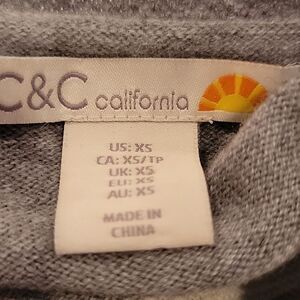 C&C california
US: XS
CA: XS/TP
UK: XS
EU: XS
AU: XS
MADE IN
CHINA